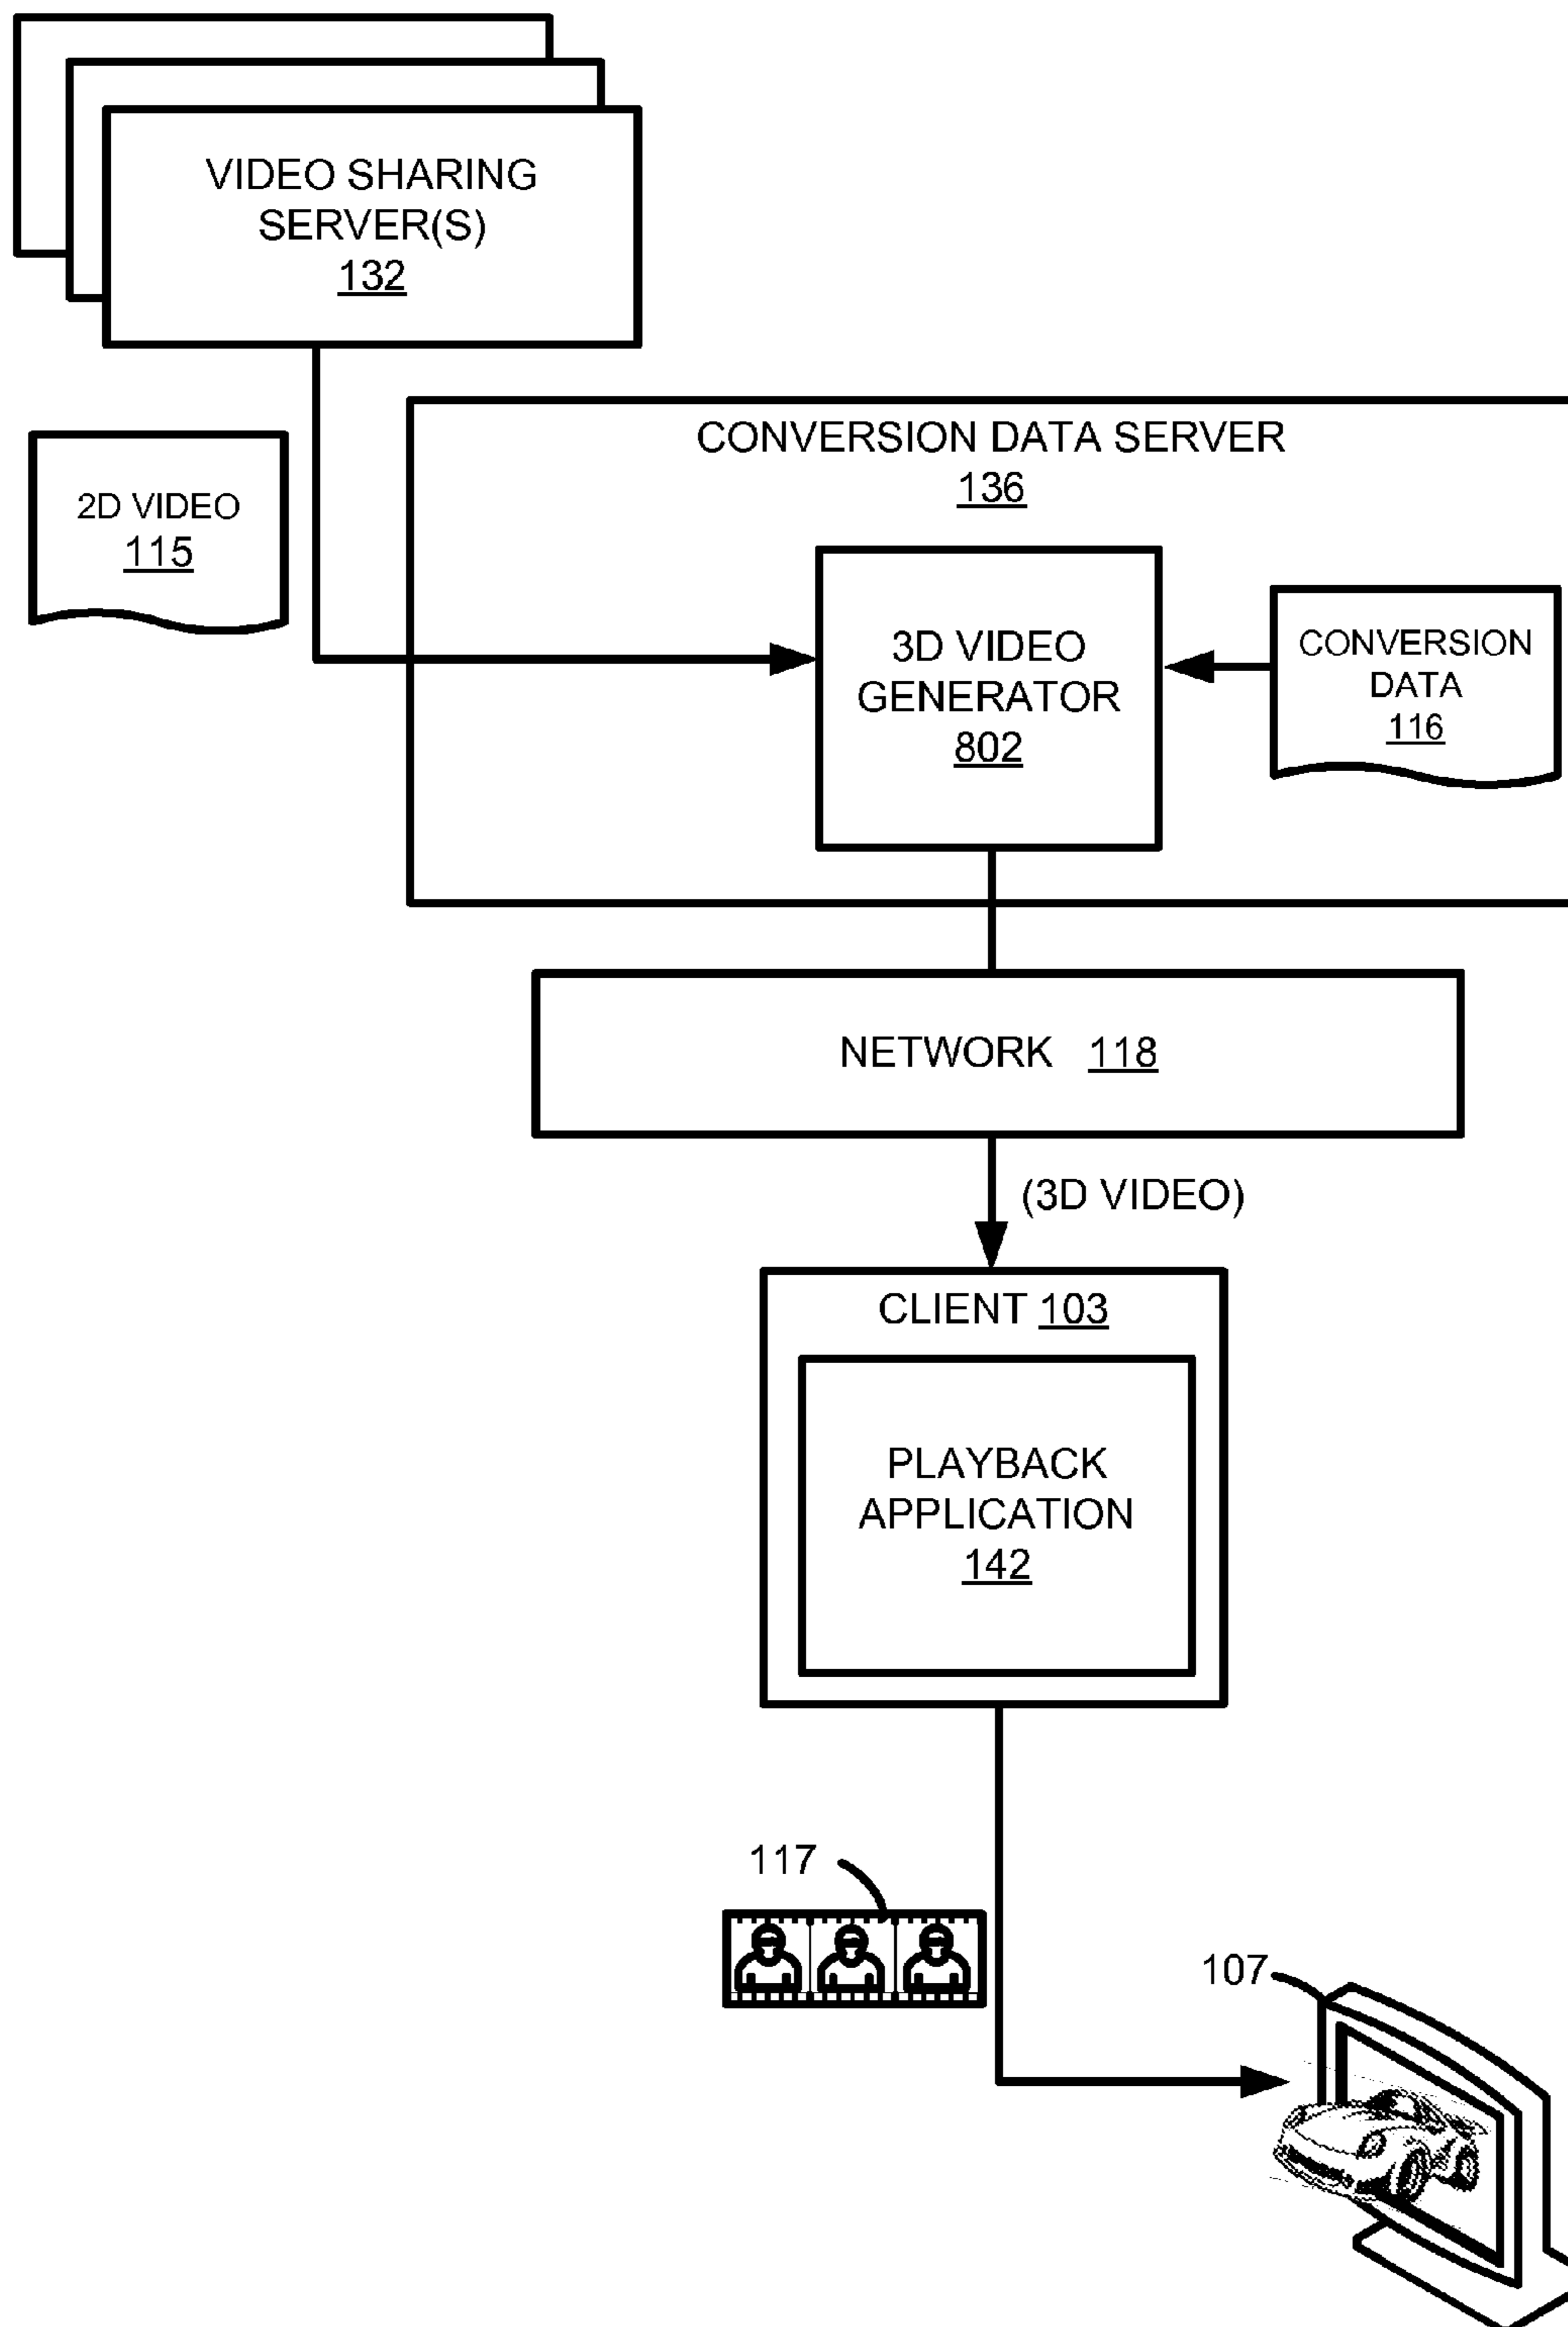 VIDEO SHARING
SERVER(S)
132
CONVERSION DATA SERVER
136
2D VIDEO
115
3D VIDEO
GENERATOR
802
CONVERSION
DATA
116
NETWORK 118
(3D VIDEO)
CLIENT 103
PLAYBACK
APPLICATION
142
117
107